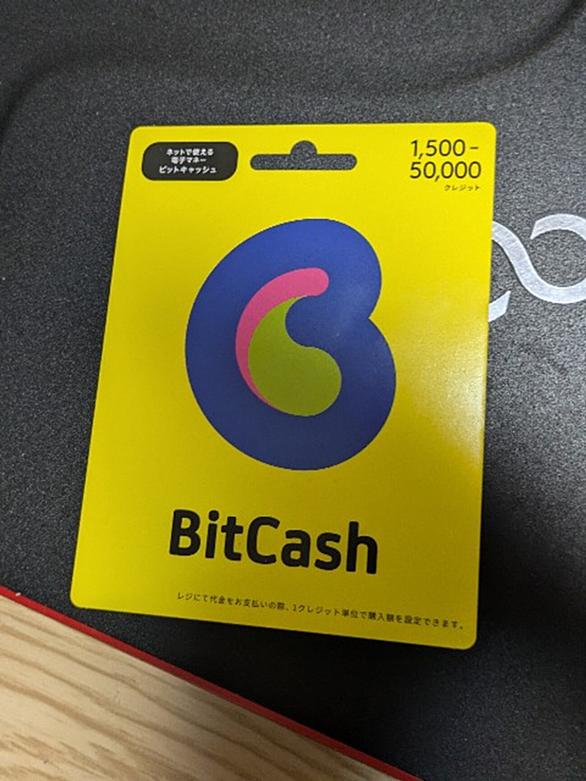 ネットで使える
電子マネー
ビットキャッシュ
1,500-
50,000
クレジット
BitCash
レジにて代金をお支払いの際、1クレジット単位で購入額を設定できます。